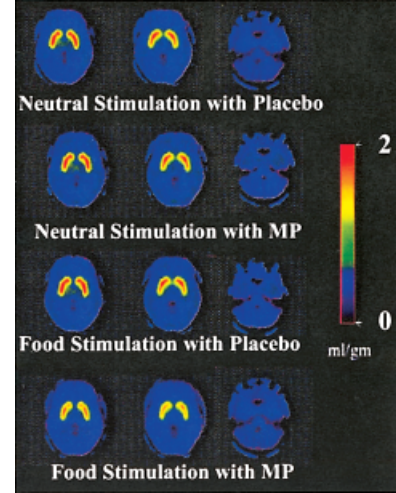 Neutral Stimulation with Placebo
2
Neutral Stimulation with MP
Food Stimulation with Placebo
0
ml/gm
Food Stimulation with MP